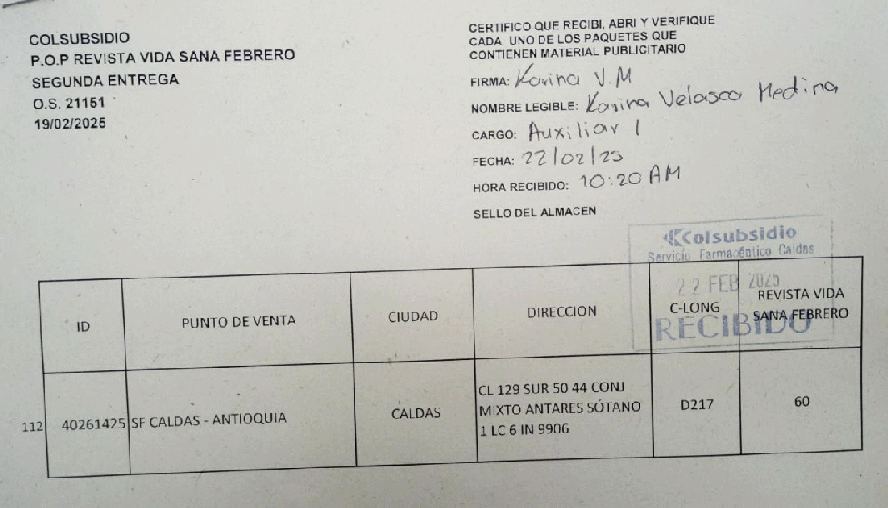 COLSUBSIDIO
P.O.P REVISTA VIDA SANA FEBRERO
SEGUNDA ENTREGA
O.S. 21151
19/02/2025
CERTIFICO QUE RECIBI, ABRI Y VERIFIQUE
CADA UNO DE LOS PAQUETES QUE
CONTIENEN MATERIAL PUBLICITARIO
FIRMA: Karina V.M
NOMBRE LEGIBLE: Karina Velasco Medina
CARGO: Auxiliar 1
FECHA: 22/02/25
HORA RECIBIDO: 10:20 AM
SELLO DEL ALMACEN
Colsubsidio
Servicio Farmacéutico Caldas
22 FEB 2025
RECIBIDO
ID PUNTO DE VENTA CIUDAD DIRECCION C-LONG REVISTA VIDA SANA FEBRERO
112 40261425 SF CALDAS - ANTIOQUIA CALDAS CL 129 SUR 50 44 CONJ
MIXTO ANTARES SÓTANO
1 LC 6 IN 9906 D217 60